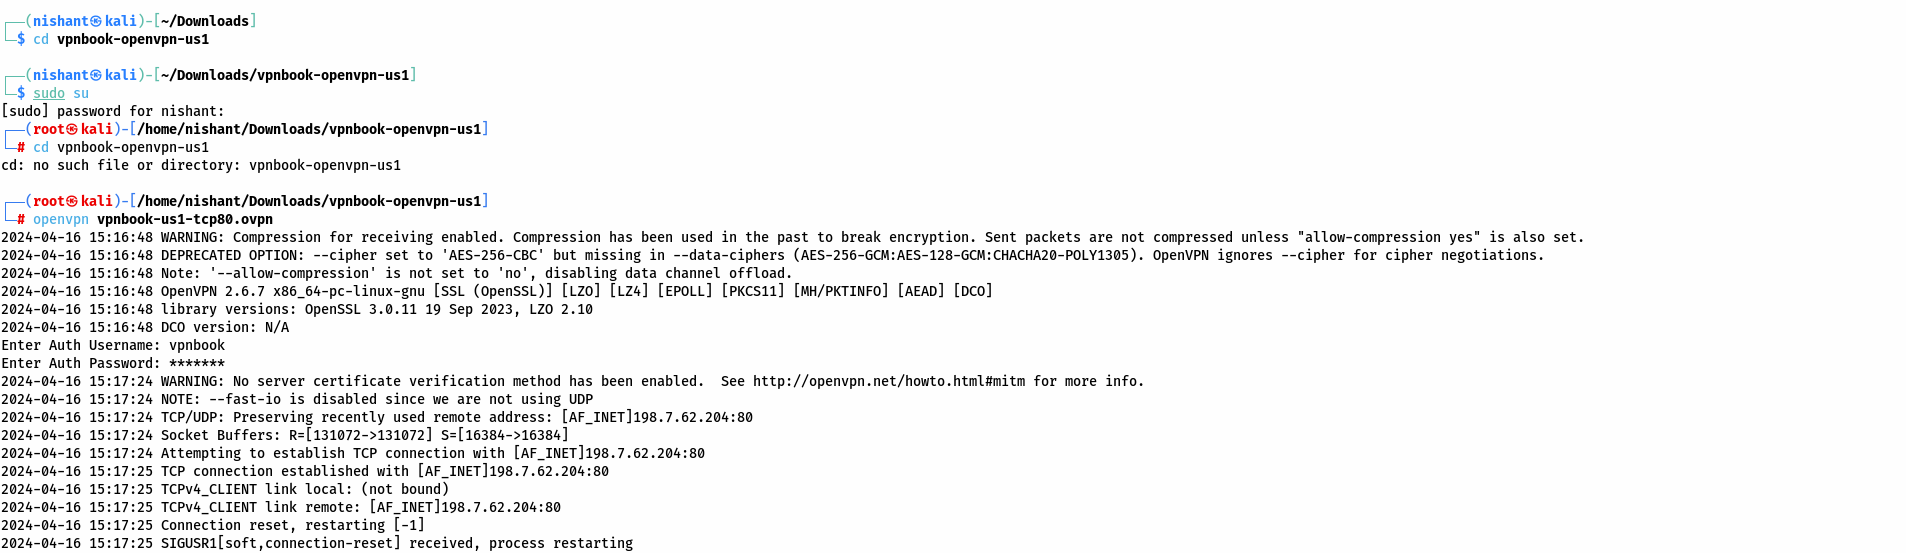 ┌──(nishant㉿kali)-[~/Downloads]
└─$ cd vpnbook-openvpn-us1
┌──(nishant㉿kali)-[~/Downloads/vpnbook-openvpn-us1]
└─$ sudo su
[sudo] password for nishant:
┌──(root㉿kali)-[/home/nishant/Downloads/vpnbook-openvpn-us1]
└─# cd vpnbook-openvpn-us1
cd: no such file or directory: vpnbook-openvpn-us1
┌──(root㉿kali)-[/home/nishant/Downloads/vpnbook-openvpn-us1]
└─# openvpn vpnbook-us1-tcp80.ovpn
2024-04-16 15:16:48 WARNING: Compression for receiving enabled. Compression has been used in the past to break encryption. Sent packets are not compressed unless "allow-compression yes" is also set.
2024-04-16 15:16:48 DEPRECATED OPTION: --cipher set to 'AES-256-CBC' but missing in --data-ciphers (AES-256-GCM:AES-128-GCM:CHACHA20-POLY1305). OpenVPN ignores --cipher for cipher negotiations.
2024-04-16 15:16:48 Note: '--allow-compression' is not set to 'no', disabling data channel offload.
2024-04-16 15:16:48 OpenVPN 2.6.7 x86_64-pc-linux-gnu [SSL (OpenSSL)] [LZO] [LZ4] [EPOLL] [PKCS11] [MH/PKTINFO] [AEAD] [DCO]
2024-04-16 15:16:48 library versions: OpenSSL 3.0.11 19 Sep 2023, LZO 2.10
2024-04-16 15:16:48 DCO version: N/A
Enter Auth Username: vpnbook
Enter Auth Password: *******
2024-04-16 15:17:24 WARNING: No server certificate verification method has been enabled.  See http://openvpn.net/howto.html#mitm for more info.
2024-04-16 15:17:24 NOTE: --fast-io is disabled since we are not using UDP
2024-04-16 15:17:24 TCP/UDP: Preserving recently used remote address: [AF_INET]198.7.62.204:80
2024-04-16 15:17:24 Socket Buffers: R=[131072->131072] S=[16384->16384]
2024-04-16 15:17:24 Attempting to establish TCP connection with [AF_INET]198.7.62.204:80
2024-04-16 15:17:25 TCP connection established with [AF_INET]198.7.62.204:80
2024-04-16 15:17:25 TCPv4_CLIENT link local: (not bound)
2024-04-16 15:17:25 TCPv4_CLIENT link remote: [AF_INET]198.7.62.204:80
2024-04-16 15:17:25 Connection reset, restarting [-1]
2024-04-16 15:17:25 SIGUSR1[soft,connection-reset] received, process restarting